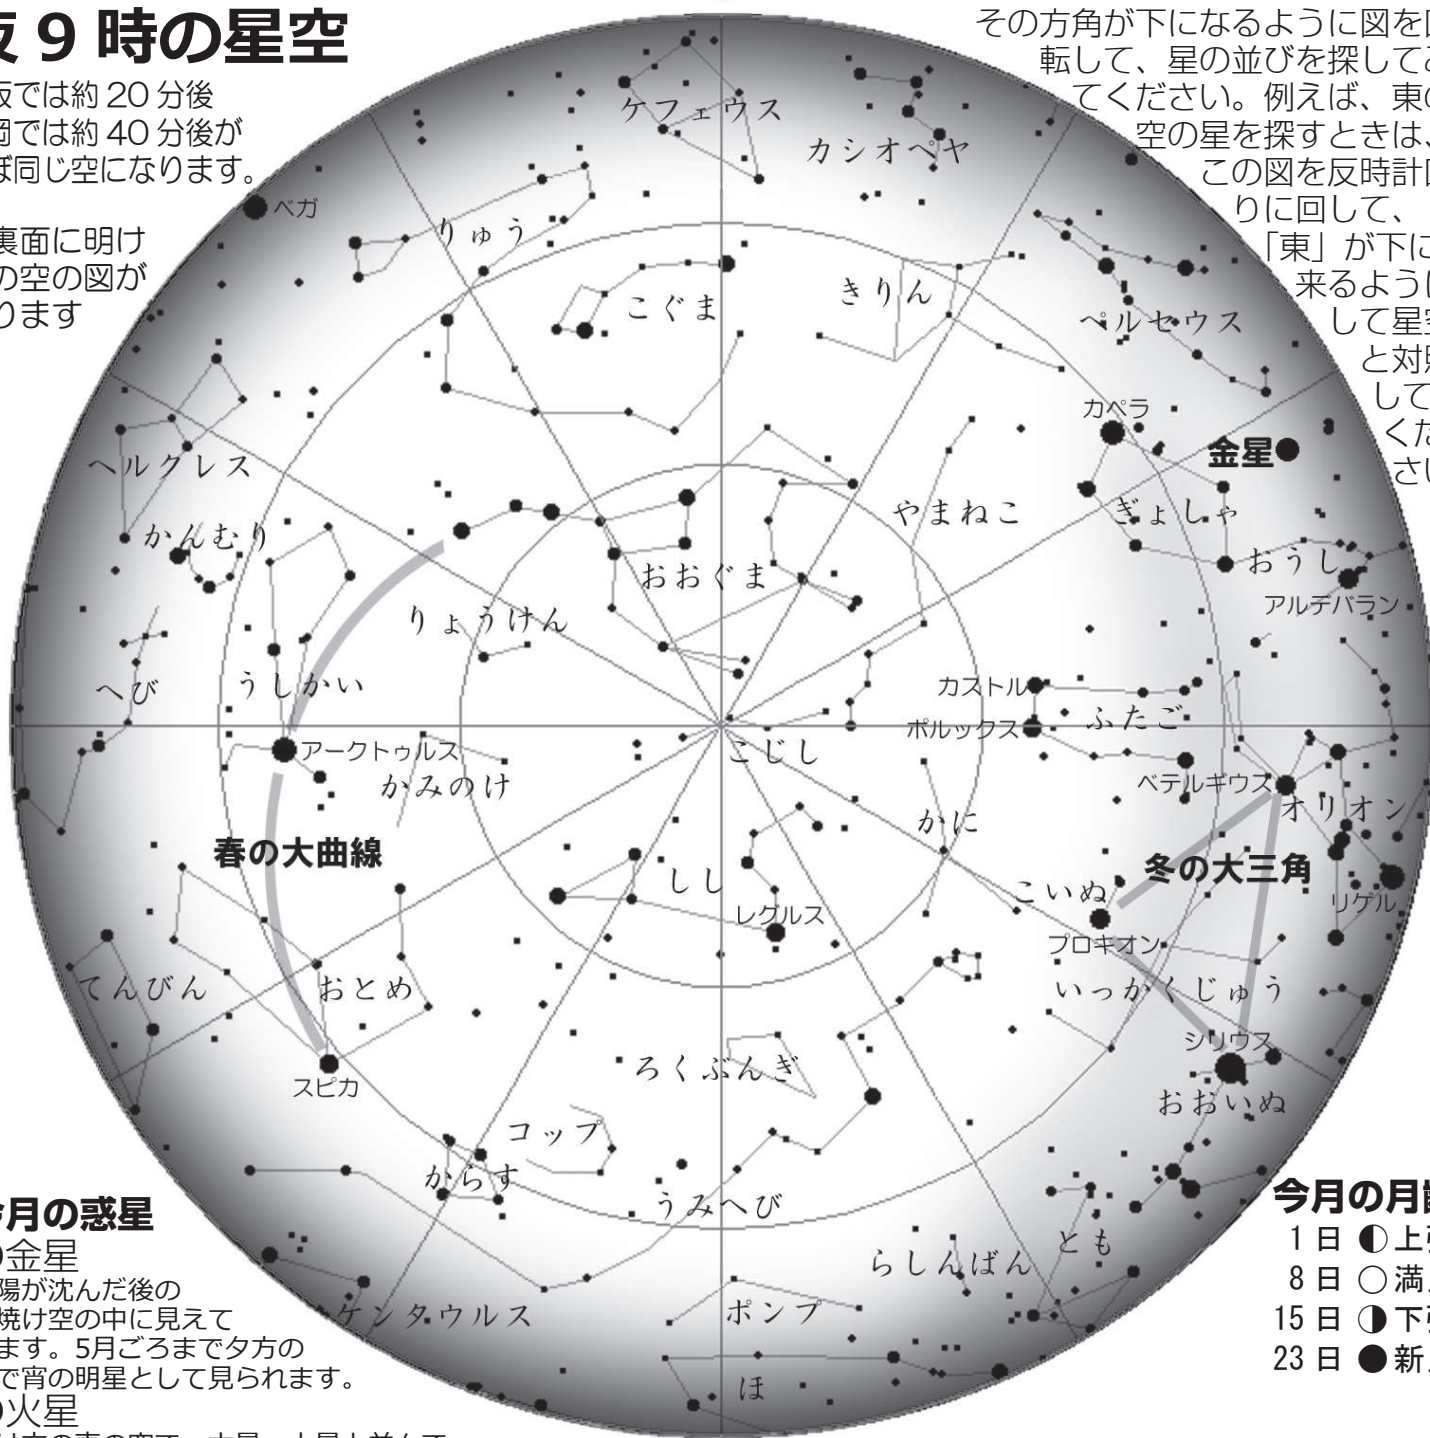 夜9時の星空
阪では約20分後
岡では約40分後が
ぼ同じ空になります。
裏面に明け
の空の図が
ります
その方角が下になるように図を回
転して、星の並びを探してみ
てください。例えば、東の
空の星を探すときは、
この図を反時計回
りに回して、
「東」が下に
来るように
して星空
と対照
して
くだ
さい
ケフェウス
カシオペヤ
ベガ
りゅう
こぐま
きりん
ペルセウス
カペラ
金星
ヘルクレス
やまねこ
ぎょしゃ
かんむり
おおぐま
おうし
アルデバラン
りょうけん
へび
うしかい
カストル
ポルックス
ふたご
アークトゥルス
こじし
かみのけ
ベテルギウス
オリオン
かに
春の大曲線
しし
冬の大三角
こいぬ
レグルス
リゲル
プロキオン
てんびん
おとめ
いっかくじゅう
シリウス
ろくぶんぎ
スピカ
おおいぬ
コップ
からす
うみへび
とも
らしんばん
ケンタウルス
ポンプ
ほ
今月の惑星
金星
陽が沈んだ後の
焼け空の中に見えて
ます。5月ごろまで夕方の
で宵の明星として見られます。
火星
今月の月齢
1日 ◐上弦
8日 ○満月
15日 ◑下弦
23日 ●新月